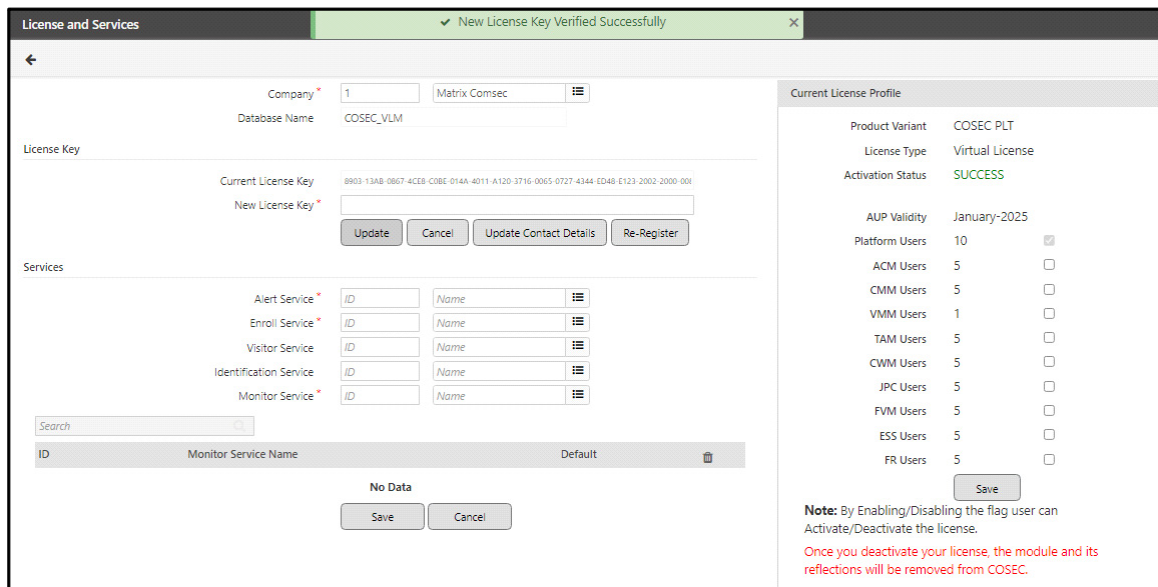 License and Services
New License Key Verified Successfully
Company * 1 Matrix Comsec
Database Name COSEC_VLM
License Key
Current License Key 8903-13AB-0867-4CE8-C0BE-014A-4011-A120-3716-0065-0727-4344-ED48-E123-2002-2000-00
New License Key *
Update Cancel Update Contact Details Re-Register
Services
Alert Service * ID Name
Enroll Service * ID Name
Visitor Service ID Name
Identification Service ID Name
Monitor Service * ID Name
Search
ID Monitor Service Name Default
No Data
Save Cancel
Current License Profile
Product Variant COSEC PLT
License Type Virtual License
Activation Status SUCCESS
AUP Validity January-2025
Platform Users 10
ACM Users 5
CMM Users 5
VMM Users 1
TAM Users 5
CWM Users 5
JPC Users 5
FVM Users 5
ESS Users 5
FR Users 5
Save
Note: By Enabling/Disabling the flag user can
Activate/Deactivate the license.
Once you deactivate your license, the module and its
reflections will be removed from COSEC.